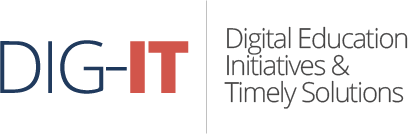 DIG-IT
Digital Education
Initiatives &
Timely Solutions